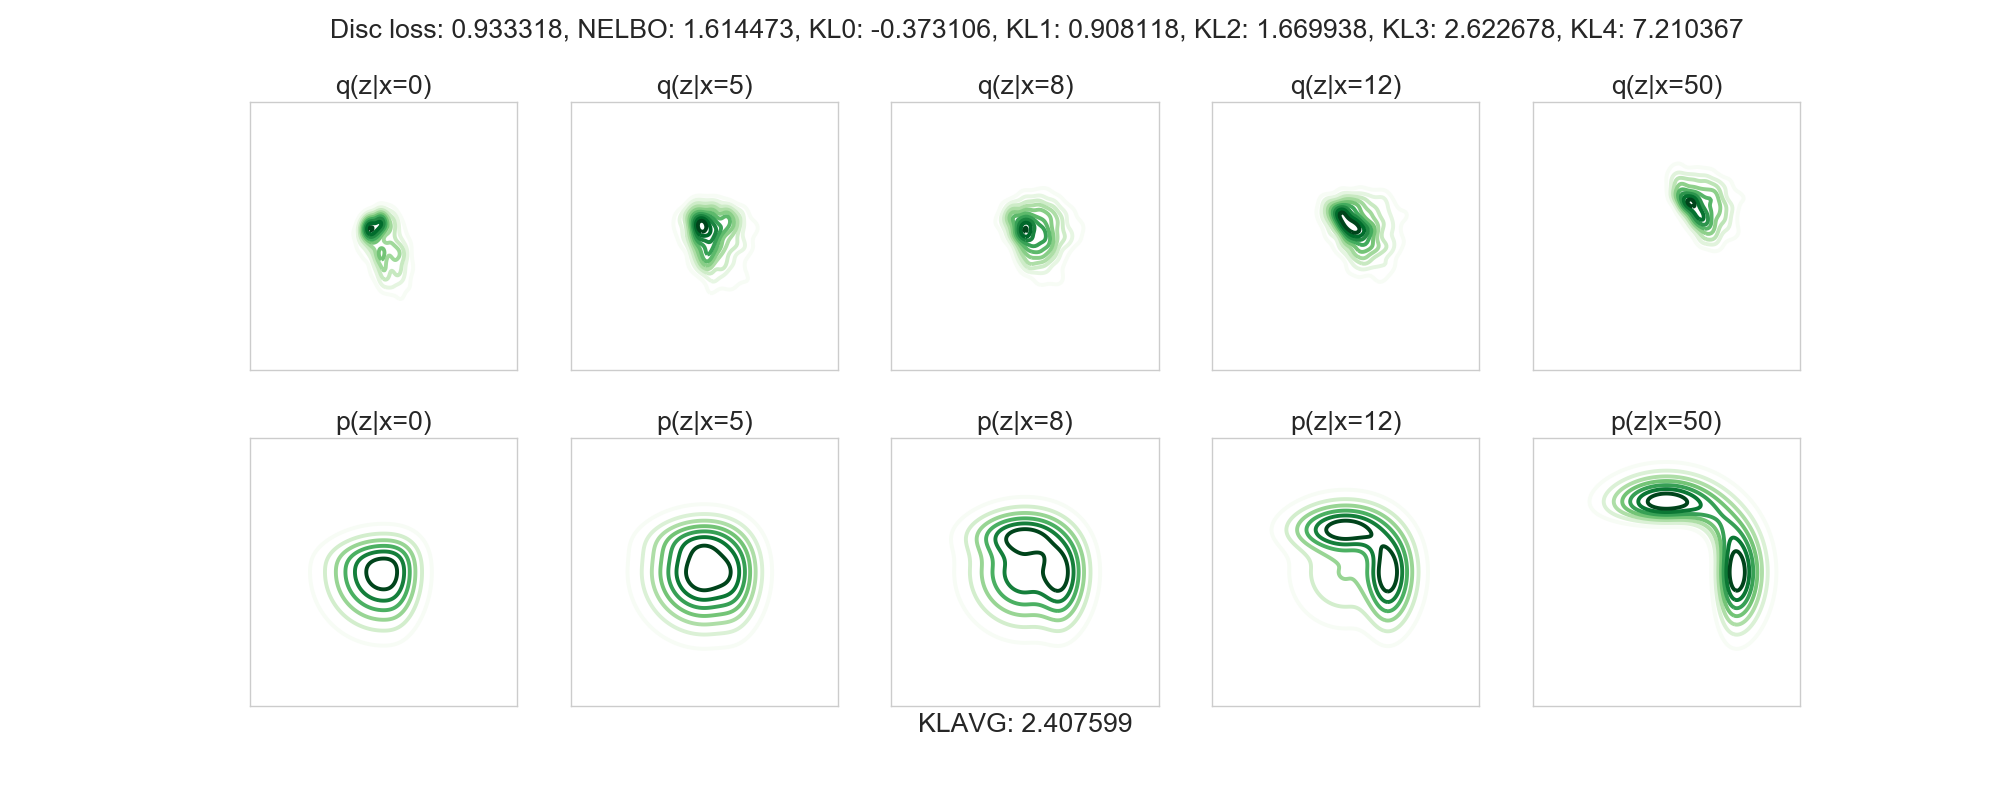 Disc loss: 0.933318, NELBO: 1.614473, KL0: -0.373106, KL1: 0.908118, KL2: 1.669938, KL3: 2.622678, KL4: 7.210367
q(z|x=0) q(z|x=5) q(z|x=8) q(z|x=12) q(z|x=50)
p(z|x=0) p(z|x=5) p(z|x=8) p(z|x=12) p(z|x=50)
KLAVG: 2.407599